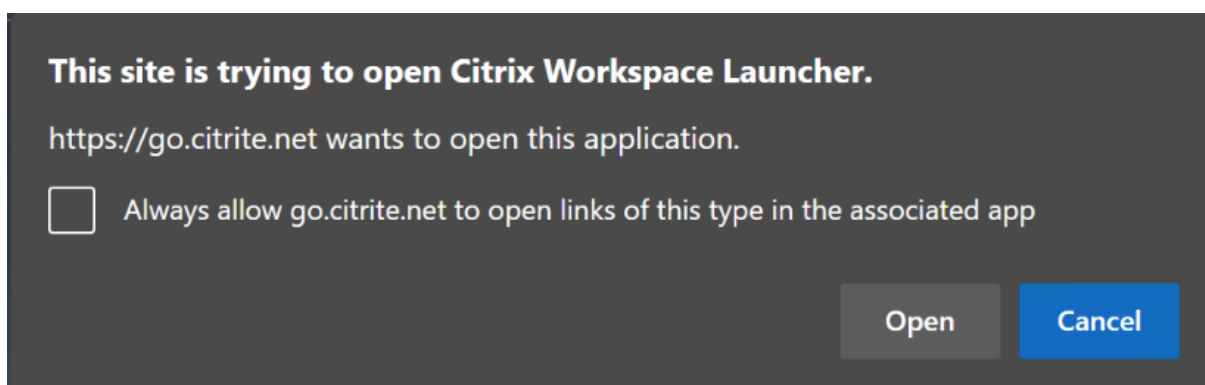 This site is trying to open Citrix Workspace Launcher.
https://go.citrite.net wants to open this application.
Always allow go.citrite.net to open links of this type in the associated app
Open
Cancel